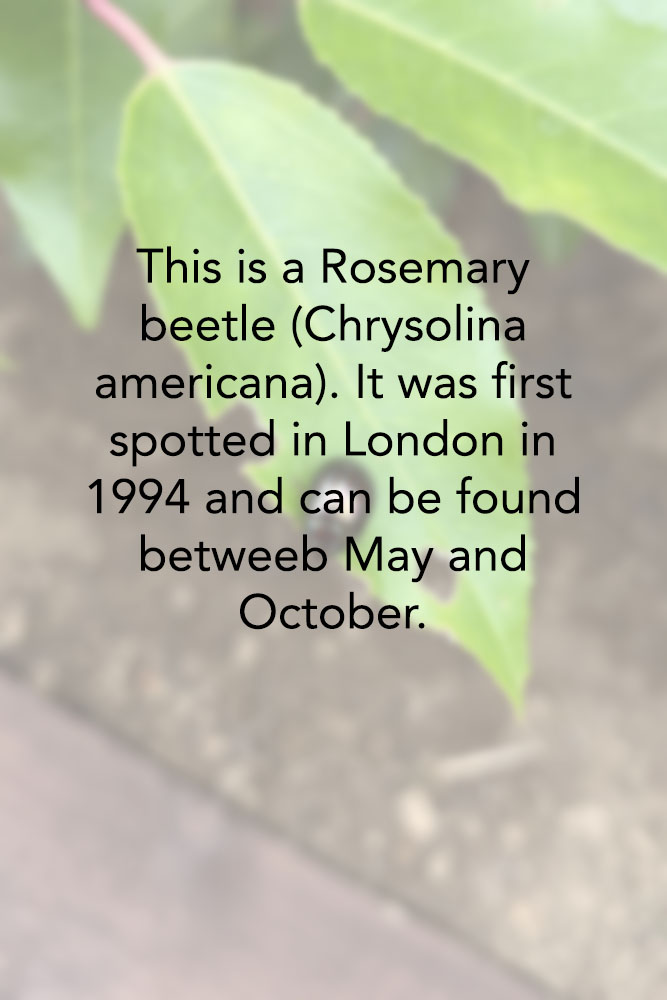 This is a Rosemary
beetle (Chrysolina
americana). It was first
spotted in London in
1994 and can be found
betweeb May and
October.